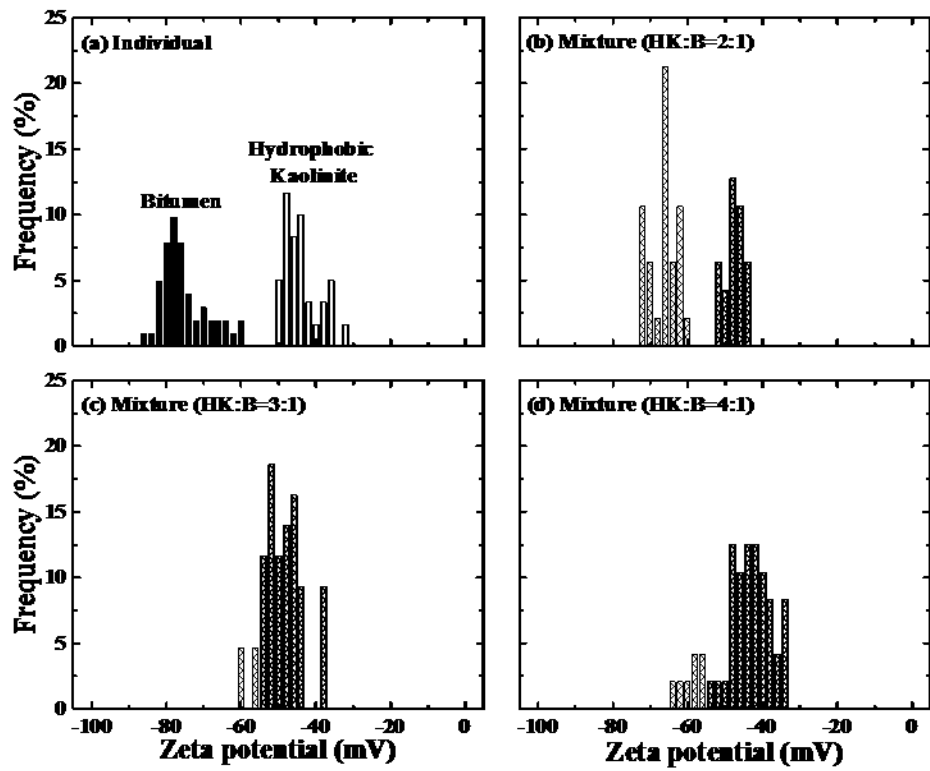 25
20
15
10
5
0
Frequency (%)
(a) Individual
Bitumen
Hydrophobic
Kaolinite
(b) Mixture (HK:B=2:1)
25
20
15
10
5
0
Frequency (%)
(c) Mixture (HK:B=3:1)
-100 -80 -60 -40 -20 0
Zeta potential (mV)
(d) Mixture (HK:B=4:1)
-100 -80 -60 -40 -20 0
Zeta potential (mV)